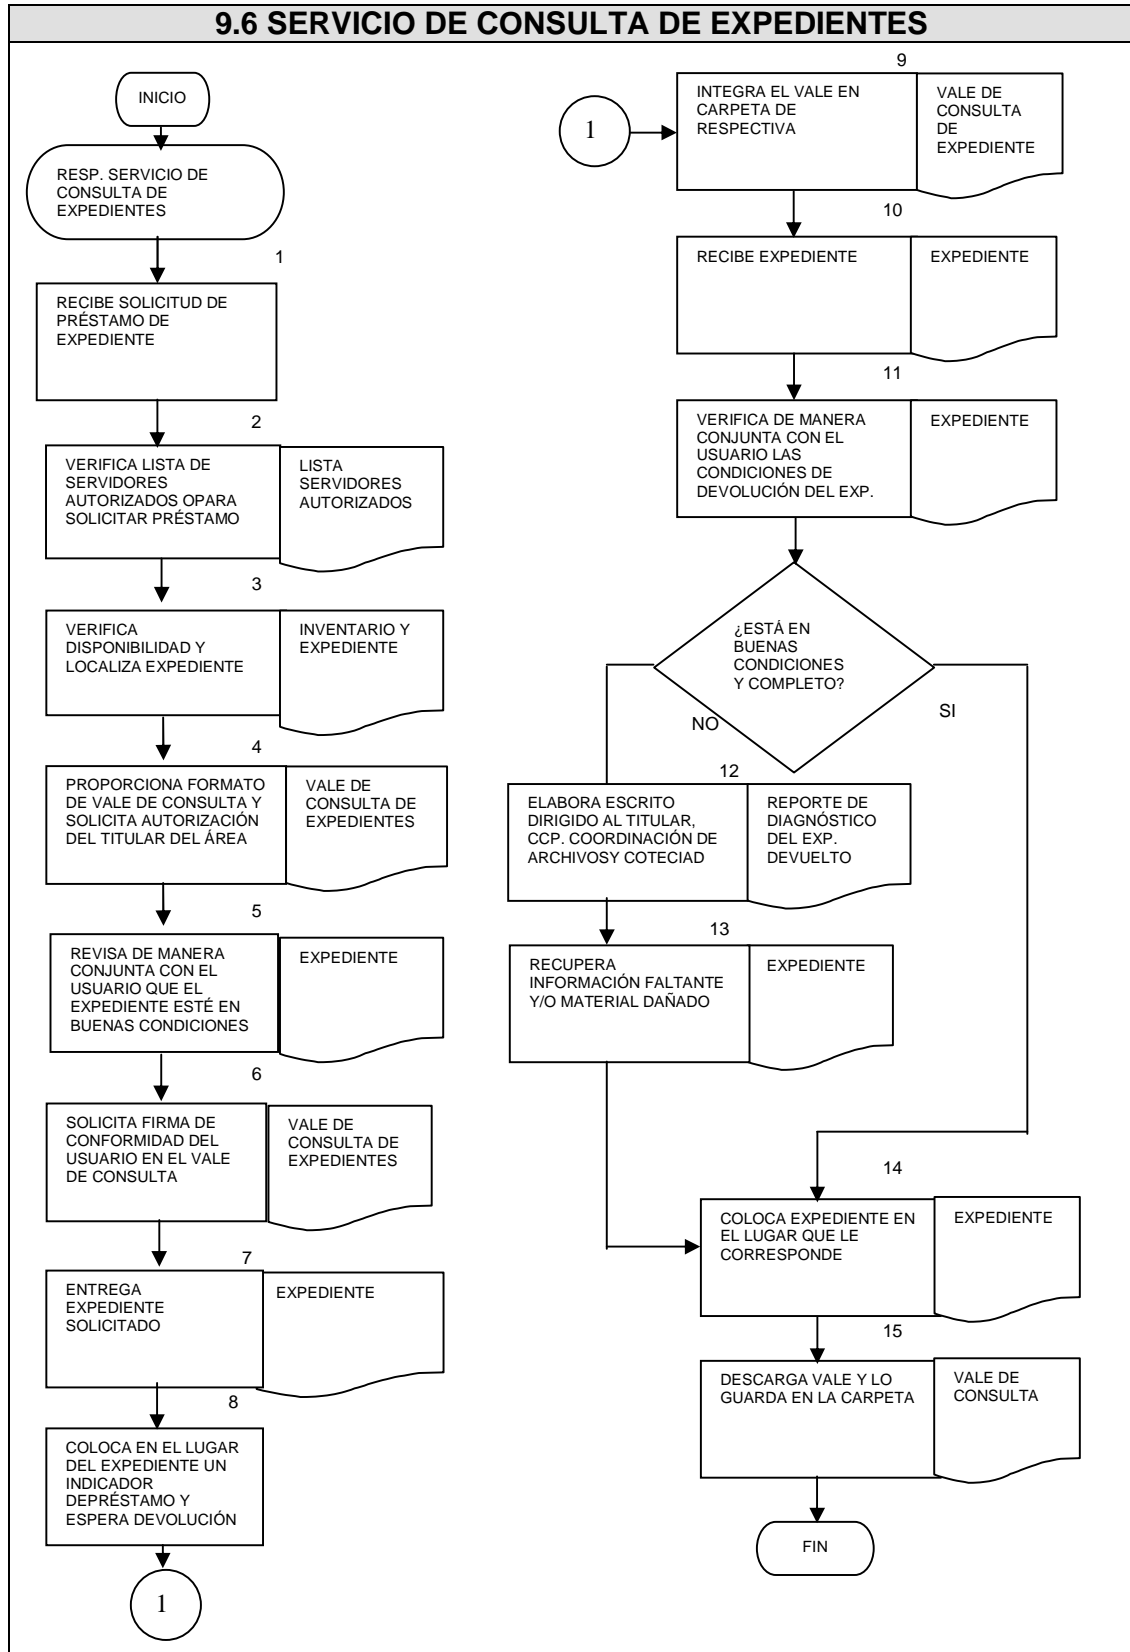 9.6 SERVICIO DE CONSULTA DE EXPEDIENTES
INICIO
RESP. SERVICIO DE
CONSULTA DE
EXPEDIENTES
1
RECIBE SOLICITUD DE
PRÉSTAMO DE
EXPEDIENTE
2
VERIFICA LISTA DE
SERVIDORES
AUTORIZADOS OPARA
SOLICITAR PRÉSTAMO
LISTA
SERVIDORES
AUTORIZADOS
3
VERIFICA
DISPONIBILIDAD Y
LOCALIZA EXPEDIENTE
INVENTARIO Y
EXPEDIENTE
4
PROPORCIONA FORMATO
DE VALE DE CONSULTA Y
SOLICITA AUTORIZACIÓN
DEL TITULAR DEL ÁREA
VALE DE
CONSULTA DE
EXPEDIENTES
5
REVISA DE MANERA
CONJUNTA CON EL
USUARIO QUE EL
EXPEDIENTE ESTÉ EN
BUENAS CONDICIONES
EXPEDIENTE
6
SOLICITA FIRMA DE
CONFORMIDAD DEL
USUARIO EN EL VALE
DE CONSULTA
VALE DE
CONSULTA DE
EXPEDIENTES
7
ENTREGA
EXPEDIENTE
SOLICITADO
EXPEDIENTE
8
COLOCA EN EL LUGAR
DEL EXPEDIENTE UN
INDICADOR
DEPRÉSTAMO Y
ESPERA DEVOLUCIÓN
1
1
9
INTEGRA EL VALE EN
CARPETA DE
RESPECTIVA
VALE DE
CONSULTA
DE
EXPEDIENTE
10
RECIBE EXPEDIENTE
EXPEDIENTE
11
VERIFICA DE MANERA
CONJUNTA CON EL
USUARIO LAS
CONDICIONES DE
DEVOLUCIÓN DEL EXP.
EXPEDIENTE
¿ESTÁ EN
BUENAS
CONDICIONES
Y COMPLETO?
NO
SI
12
ELABORA ESCRITO
DIRIGIDO AL TITULAR,
CCP. COORDINACIÓN DE
ARCHIVOSY COTECIAD
REPORTE DE
DIAGNÓSTICO
DEL EXP.
DEVUELTO
13
RECUPERA
INFORMACIÓN FALTANTE
Y/O MATERIAL DAÑADO
EXPEDIENTE
14
COLOCA EXPEDIENTE EN
EL LUGAR QUE LE
CORRESPONDE
EXPEDIENTE
15
DESCARGA VALE Y LO
GUARDA EN LA CARPETA
VALE DE
CONSULTA
FIN